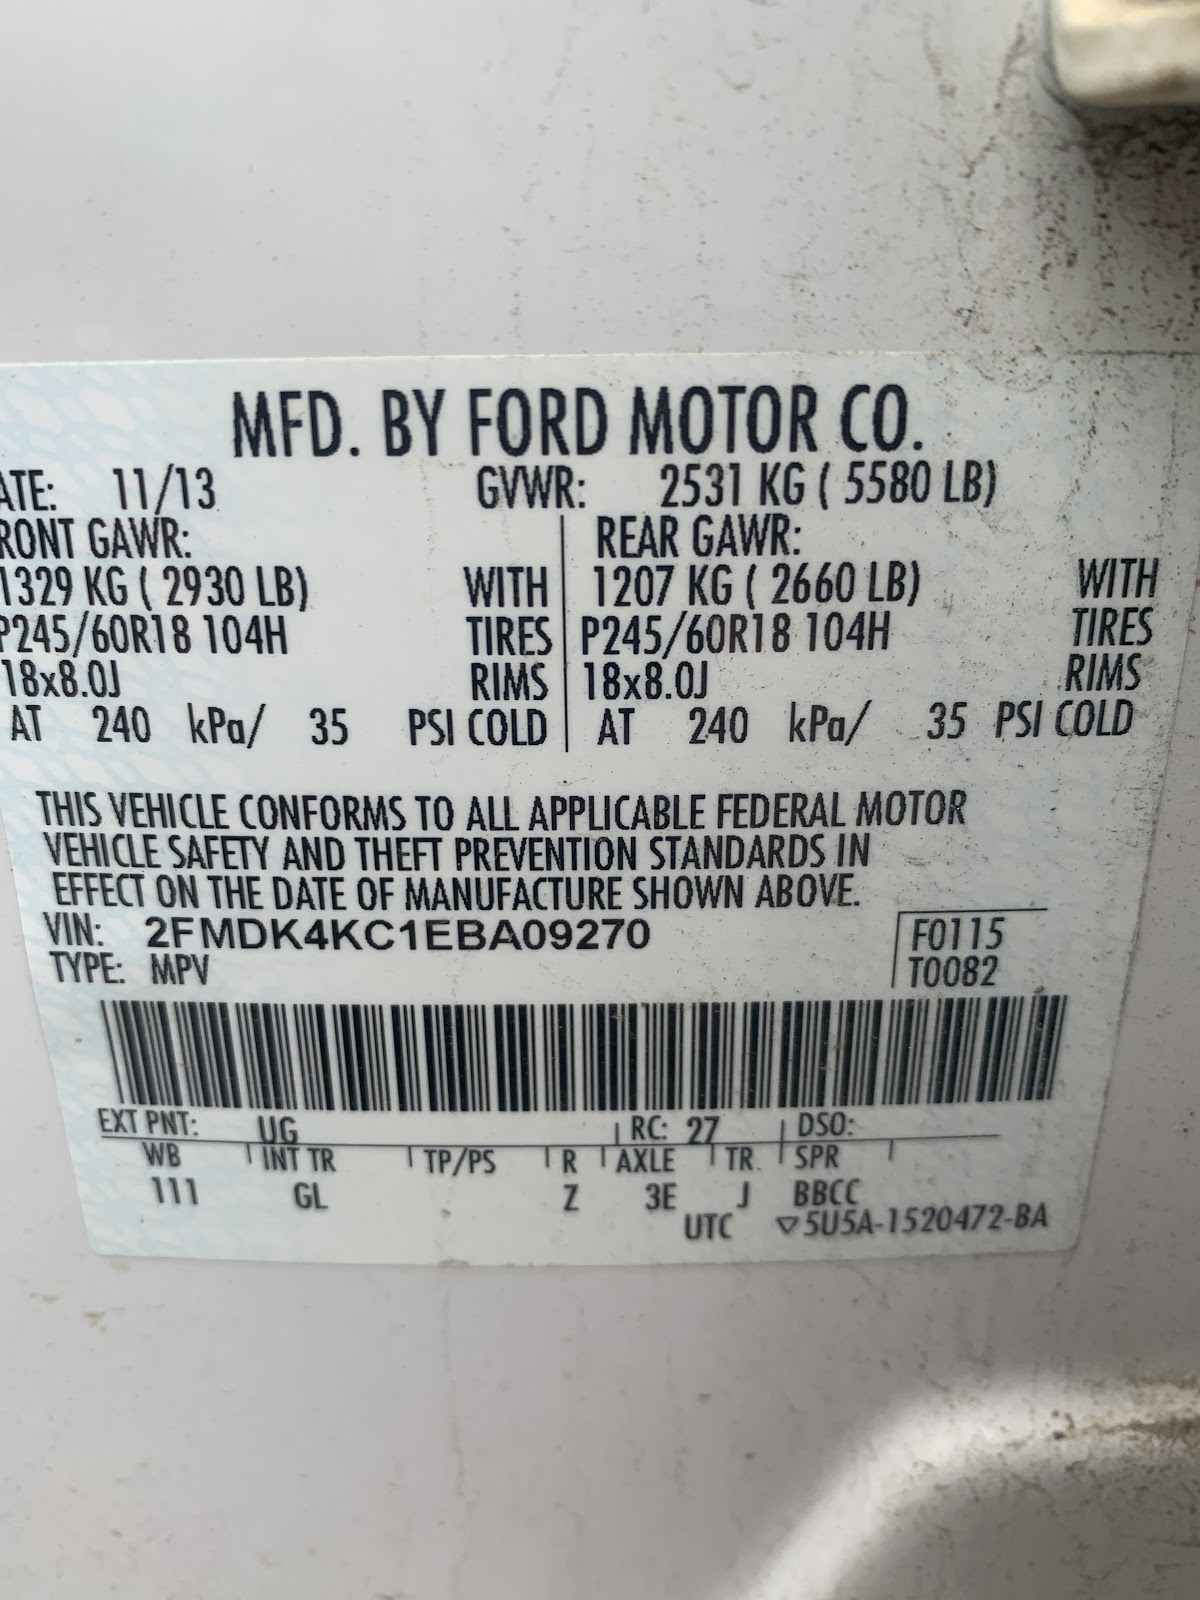 MFD. BY FORD MOTOR CO.
ATE: 11/13 GVWR: 2531 KG ( 5580 LB)
RONT GAWR: REAR GAWR:
1329 KG ( 2930 LB) WITH 1207 KG ( 2660 LB) WITH
P245/60R18 104H TIRES P245/60R18 104H TIRES
18x8.0J RIMS 18x8.0J RIMS
AT 240 kPa/ 35 PSI COLD AT 240 kPa/ 35 PSI COLD
THIS VEHICLE CONFORMS TO ALL APPLICABLE FEDERAL MOTOR
VEHICLE SAFETY AND THEFT PREVENTION STANDARDS IN
EFFECT ON THE DATE OF MANUFACTURE SHOWN ABOVE.
VIN: 2FMDK4KC1EBA09270 F0115
TYPE: MPV T0082
EXT PNT: UG RC: 27 DSO:
WB INT TR TP/PS R AXLE TR SPR
111 GL Z 3E J BBCC
UTC ▽5U5A-1520472-BA